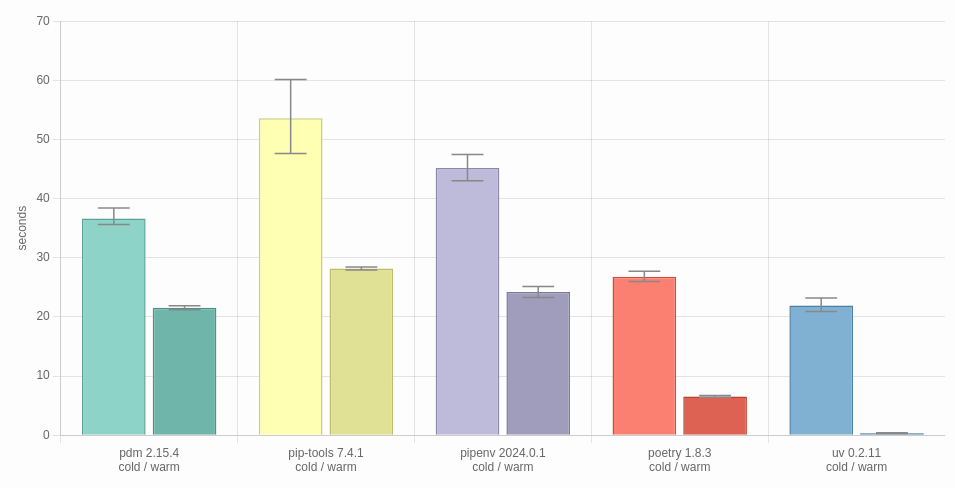 70
60
50
40
30
20
10
0
seconds
pdm 2.15.4
cold / warm
pip-tools 7.4.1
cold / warm
pipenv 2024.0.1
cold / warm
poetry 1.8.3
cold / warm
uv 0.2.11
cold / warm